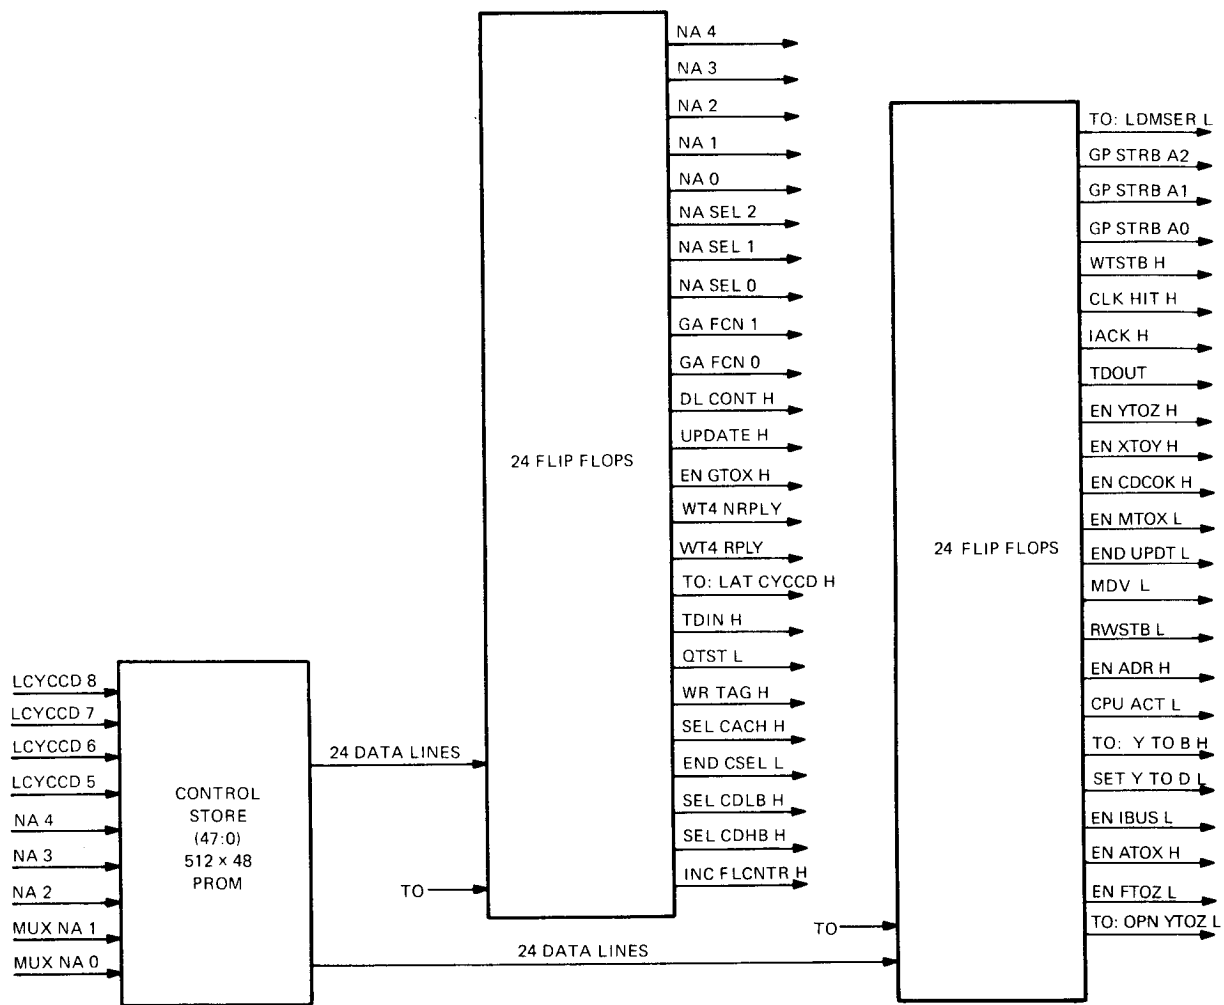 NA 4
NA 3
NA 2
NA 1
NA 0
NA SEL 2
NA SEL 1
NA SEL 0
GA FCN 1
GA FCN 0
DL CONT H
UPDATE H
EN GTOX H
WT4 NRPLY
WT4 RPLY
TO: LAT CYCCD H
TDIN H
QTST L
WR TAG H
SEL CACH H
END CSEL L
SEL CDLB H
SEL CDHB H
INC FLCNTR H
24 FLIP FLOPS
TO
TO: LDMSER L
GP STRB A2
GP STRB A1
GP STRB A0
WTSTB H
CLK HIT H
IACK H
TDOUT
EN YTOZ H
EN XTOY H
EN CDCOK H
EN MTOX L
END UPDT L
MDV L
RWSTB L
EN ADR H
CPU ACT L
TO: Y TO B H
SET Y TO D L
EN IBUS L
EN ATOX H
EN FTOZ L
TO: OPN YTOZ L
24 FLIP FLOPS
TO
LCYCCD 8
LCYCCD 7
LCYCCD 6
LCYCCD 5
NA 4
NA 3
NA 2
MUX NA 1
MUX NA 0
CONTROL
STORE
(47:0)
512 × 48
PROM
24 DATA LINES
24 DATA LINES